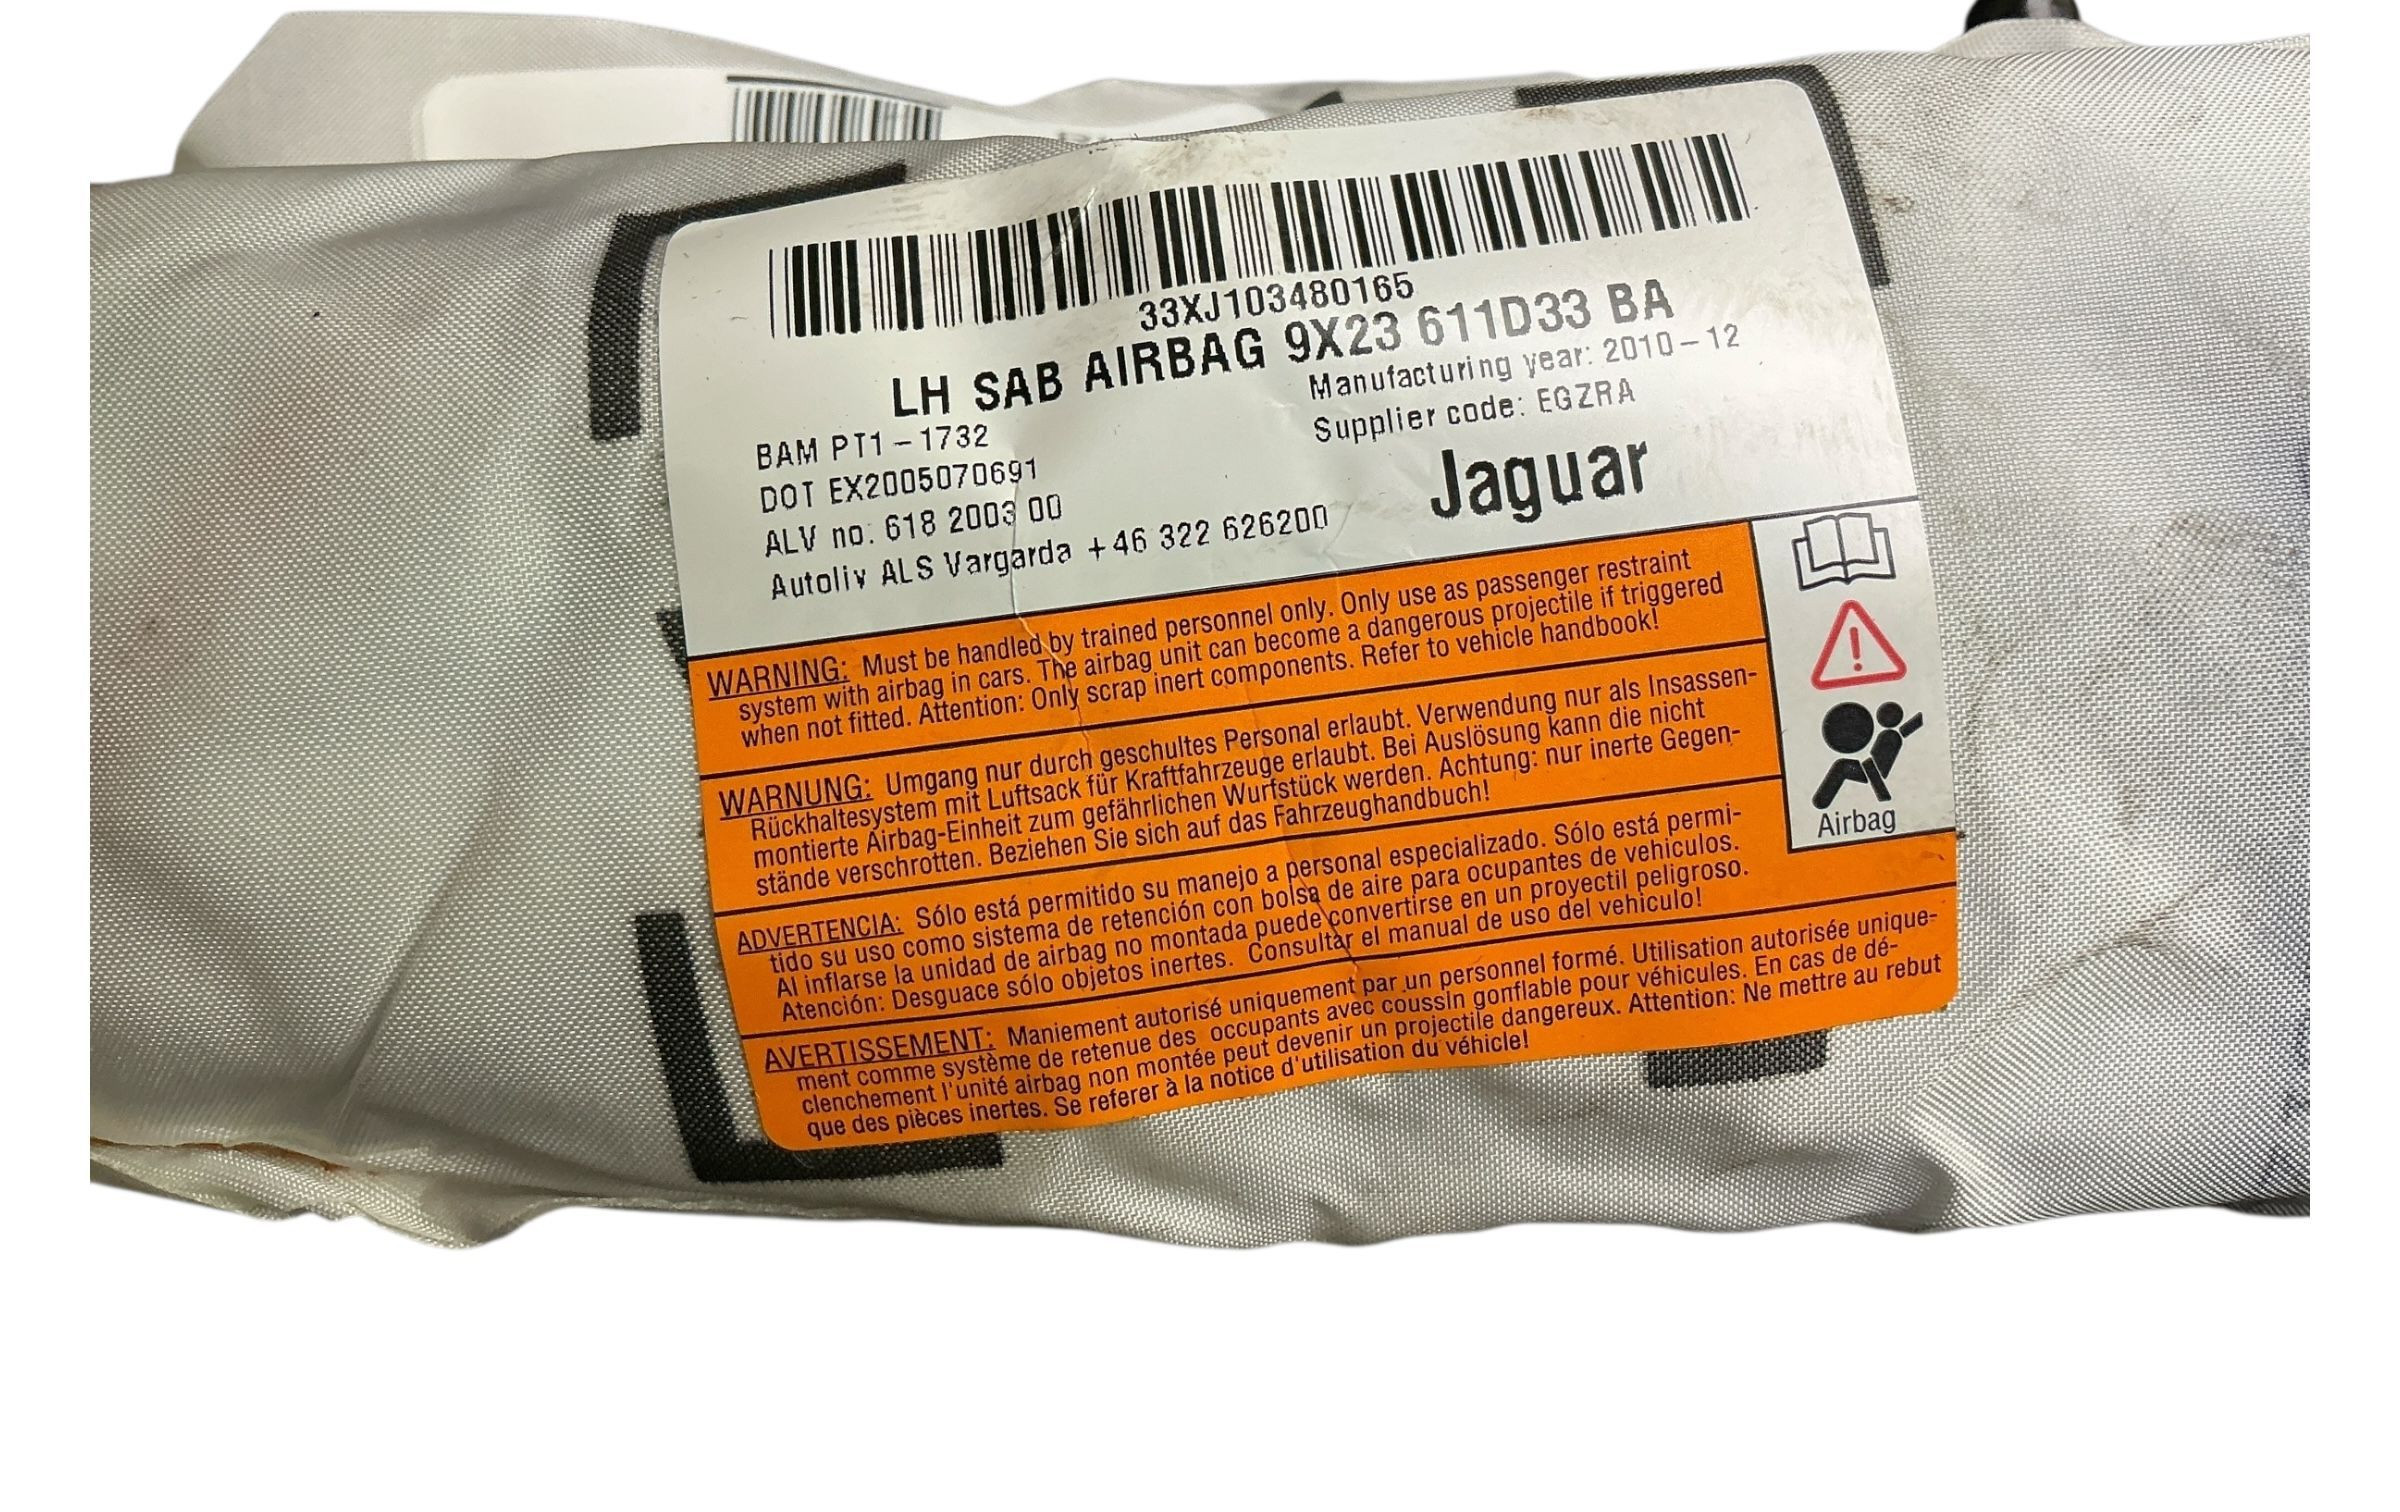 33XJ103480165
LH SAB AIRBAG 9X23 611D33 BA
Manufacturing year: 2010-12
Supplier code: EGZRA
BAM PT1-1732
DOT EX2005070691
ALV no: 618 2003 00
Autoliv ALS Vargarda +46 322 626200
Jaguar
WARNING: Must be handled by trained personnel only. Only use as passenger restraint
system with airbag in cars. The airbag unit can become a dangerous projectile if triggered
when not fitted. Attention: Only scrap inert components. Refer to vehicle handbook!
WARNUNG: Umgang nur durch geschultes Personal erlaubt. Verwendung nur als Insassen-
Rückhaltesystem mit Luftsack für Kraftfahrzeuge erlaubt. Bei Auslösung kann die nicht
montierte Airbag-Einheit zum gefährlichen Wurfstück werden. Achtung: nur inerte Gegen-
stände verschrotten. Beziehen Sie sich auf das Fahrzeughandbuch!
ADVERTENCIA: Sólo está permitido su manejo a personal especializado. Sólo está permi-
tido su uso como sistema de retención con bolsa de aire para ocupantes de vehiculos.
Al inflarse la unidad de airbag no montada puede convertirse en un proyectil peligroso.
Atención: Desguace sólo objetos inertes. Consultar el manual de uso del vehiculo!
AVERTISSEMENT: Maniement autorisé uniquement par un personnel formé. Utilisation autorisée unique-
ment comme système de retenue des occupants avec coussin gonflable pour véhicules. En cas de dé-
clenchement l'unité airbag non montée peut devenir un projectile dangereux. Attention: Ne mettre au rebut
que des pièces inertes. Se referer à la notice d'utilisation du véhicle!
Airbag